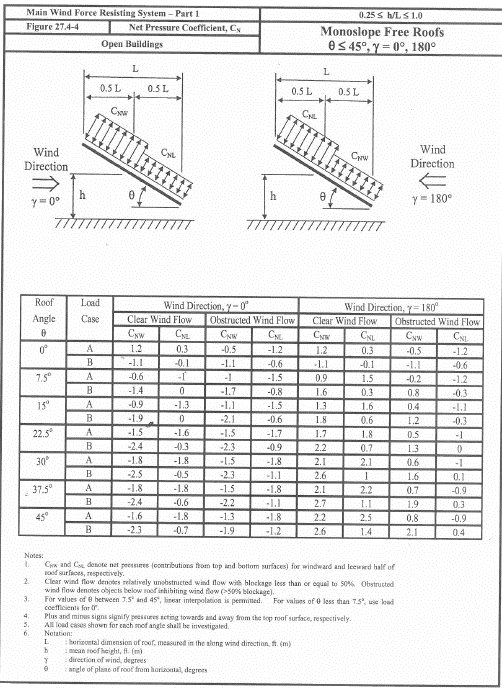 Main Wind Force Resisting System – Part 1
0.25 ≤ h/L ≤ 1.0
Figure 27.4-4
Net Pressure Coefficient, CN
Monoslope Free Roofs
θ ≤ 45°, γ = 0°, 180°
Open Buildings
L
0.5 L 0.5 L
CNW
CNL
Wind
Direction
γ = 0°
h
θ
L
0.5 L 0.5 L
CNL
CNW
Wind
Direction
γ = 180°
h
θ
Roof Angle θ
Load Case
Wind Direction, γ = 0°
Wind Direction, γ = 180°
Clear Wind Flow Obstructed Wind Flow Clear Wind Flow Obstructed Wind Flow
CNW CNL CNW CNL CNW CNL CNW CNL
0° A 1.2 0.3 -0.5 -1.2 1.2 0.3 -0.5 -1.2
B -1.1 -0.1 -1.1 -0.6 -1.1 -0.1 -1.1 -0.6
7.5° A -0.6 -1 -1 -1.5 0.9 1.5 -0.2 -1.2
B -1.4 0 -1.7 -0.8 1.6 0.3 0.8 -0.3
15° A -0.9 -1.3 -1.1 -1.5 1.3 1.6 0.4 -1.1
B -1.9 0 -2.1 -0.6 1.8 0.6 1.2 -0.3
22.5° A -1.5 -1.6 -1.5 -1.7 1.7 1.8 0.5 -1
B -2.4 -0.3 -2.3 -0.9 2.2 0.7 1.3 0
30° A -1.8 -1.8 -1.5 -1.8 2.1 2.1 0.6 -1
B -2.5 -0.5 -2.3 -1.1 2.6 1 1.6 0.1
37.5° A -1.8 -1.8 -1.5 -1.8 2.1 2.2 0.7 -0.9
B -2.4 -0.6 -2.2 -1.1 2.7 1.1 1.9 0.3
45° A -1.6 -1.8 -1.3 -1.8 2.2 2.5 0.8 -0.9
B -2.3 -0.7 -1.9 -1.2 2.6 1.4 2.1 0.4
Notes:
1. CNW and CNL denote net pressures (contributions from top and bottom surfaces) for windward and leeward half of
roof surfaces, respectively.
2. Clear wind flow denotes relatively unobstructed wind flow with blockage less than or equal to 50%. Obstructed
wind flow denotes objects below roof inhibiting wind flow (>50% blockage).
3. For values of θ between 7.5° and 45°, linear interpolation is permitted. For values of θ less than 7.5°, use load
coefficients for 0°.
4. Plus and minus signs signify pressures acting towards and away from the top roof surface, respectively.
5. All load cases shown for each roof angle shall be investigated.
6. Notation:
L : horizontal dimension of roof, measured in the along wind direction, ft. (m)
h : mean roof height, ft. (m)
γ : direction of wind, degrees
θ : angle of plane of roof from horizontal, degrees